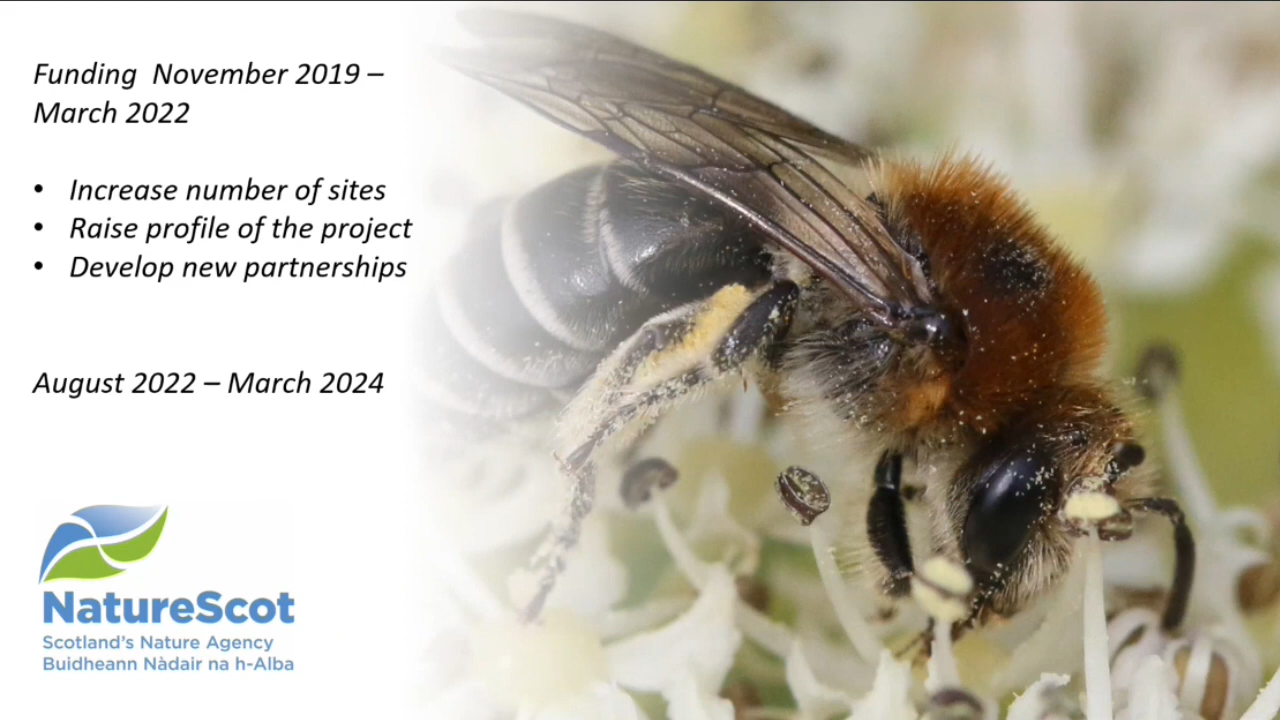 Funding November 2019 –
March 2022
• Increase number of sites
• Raise profile of the project
• Develop new partnerships
August 2022 – March 2024
NatureScot
Scotland's Nature Agency
Buidheann Nàdair na h-Alba